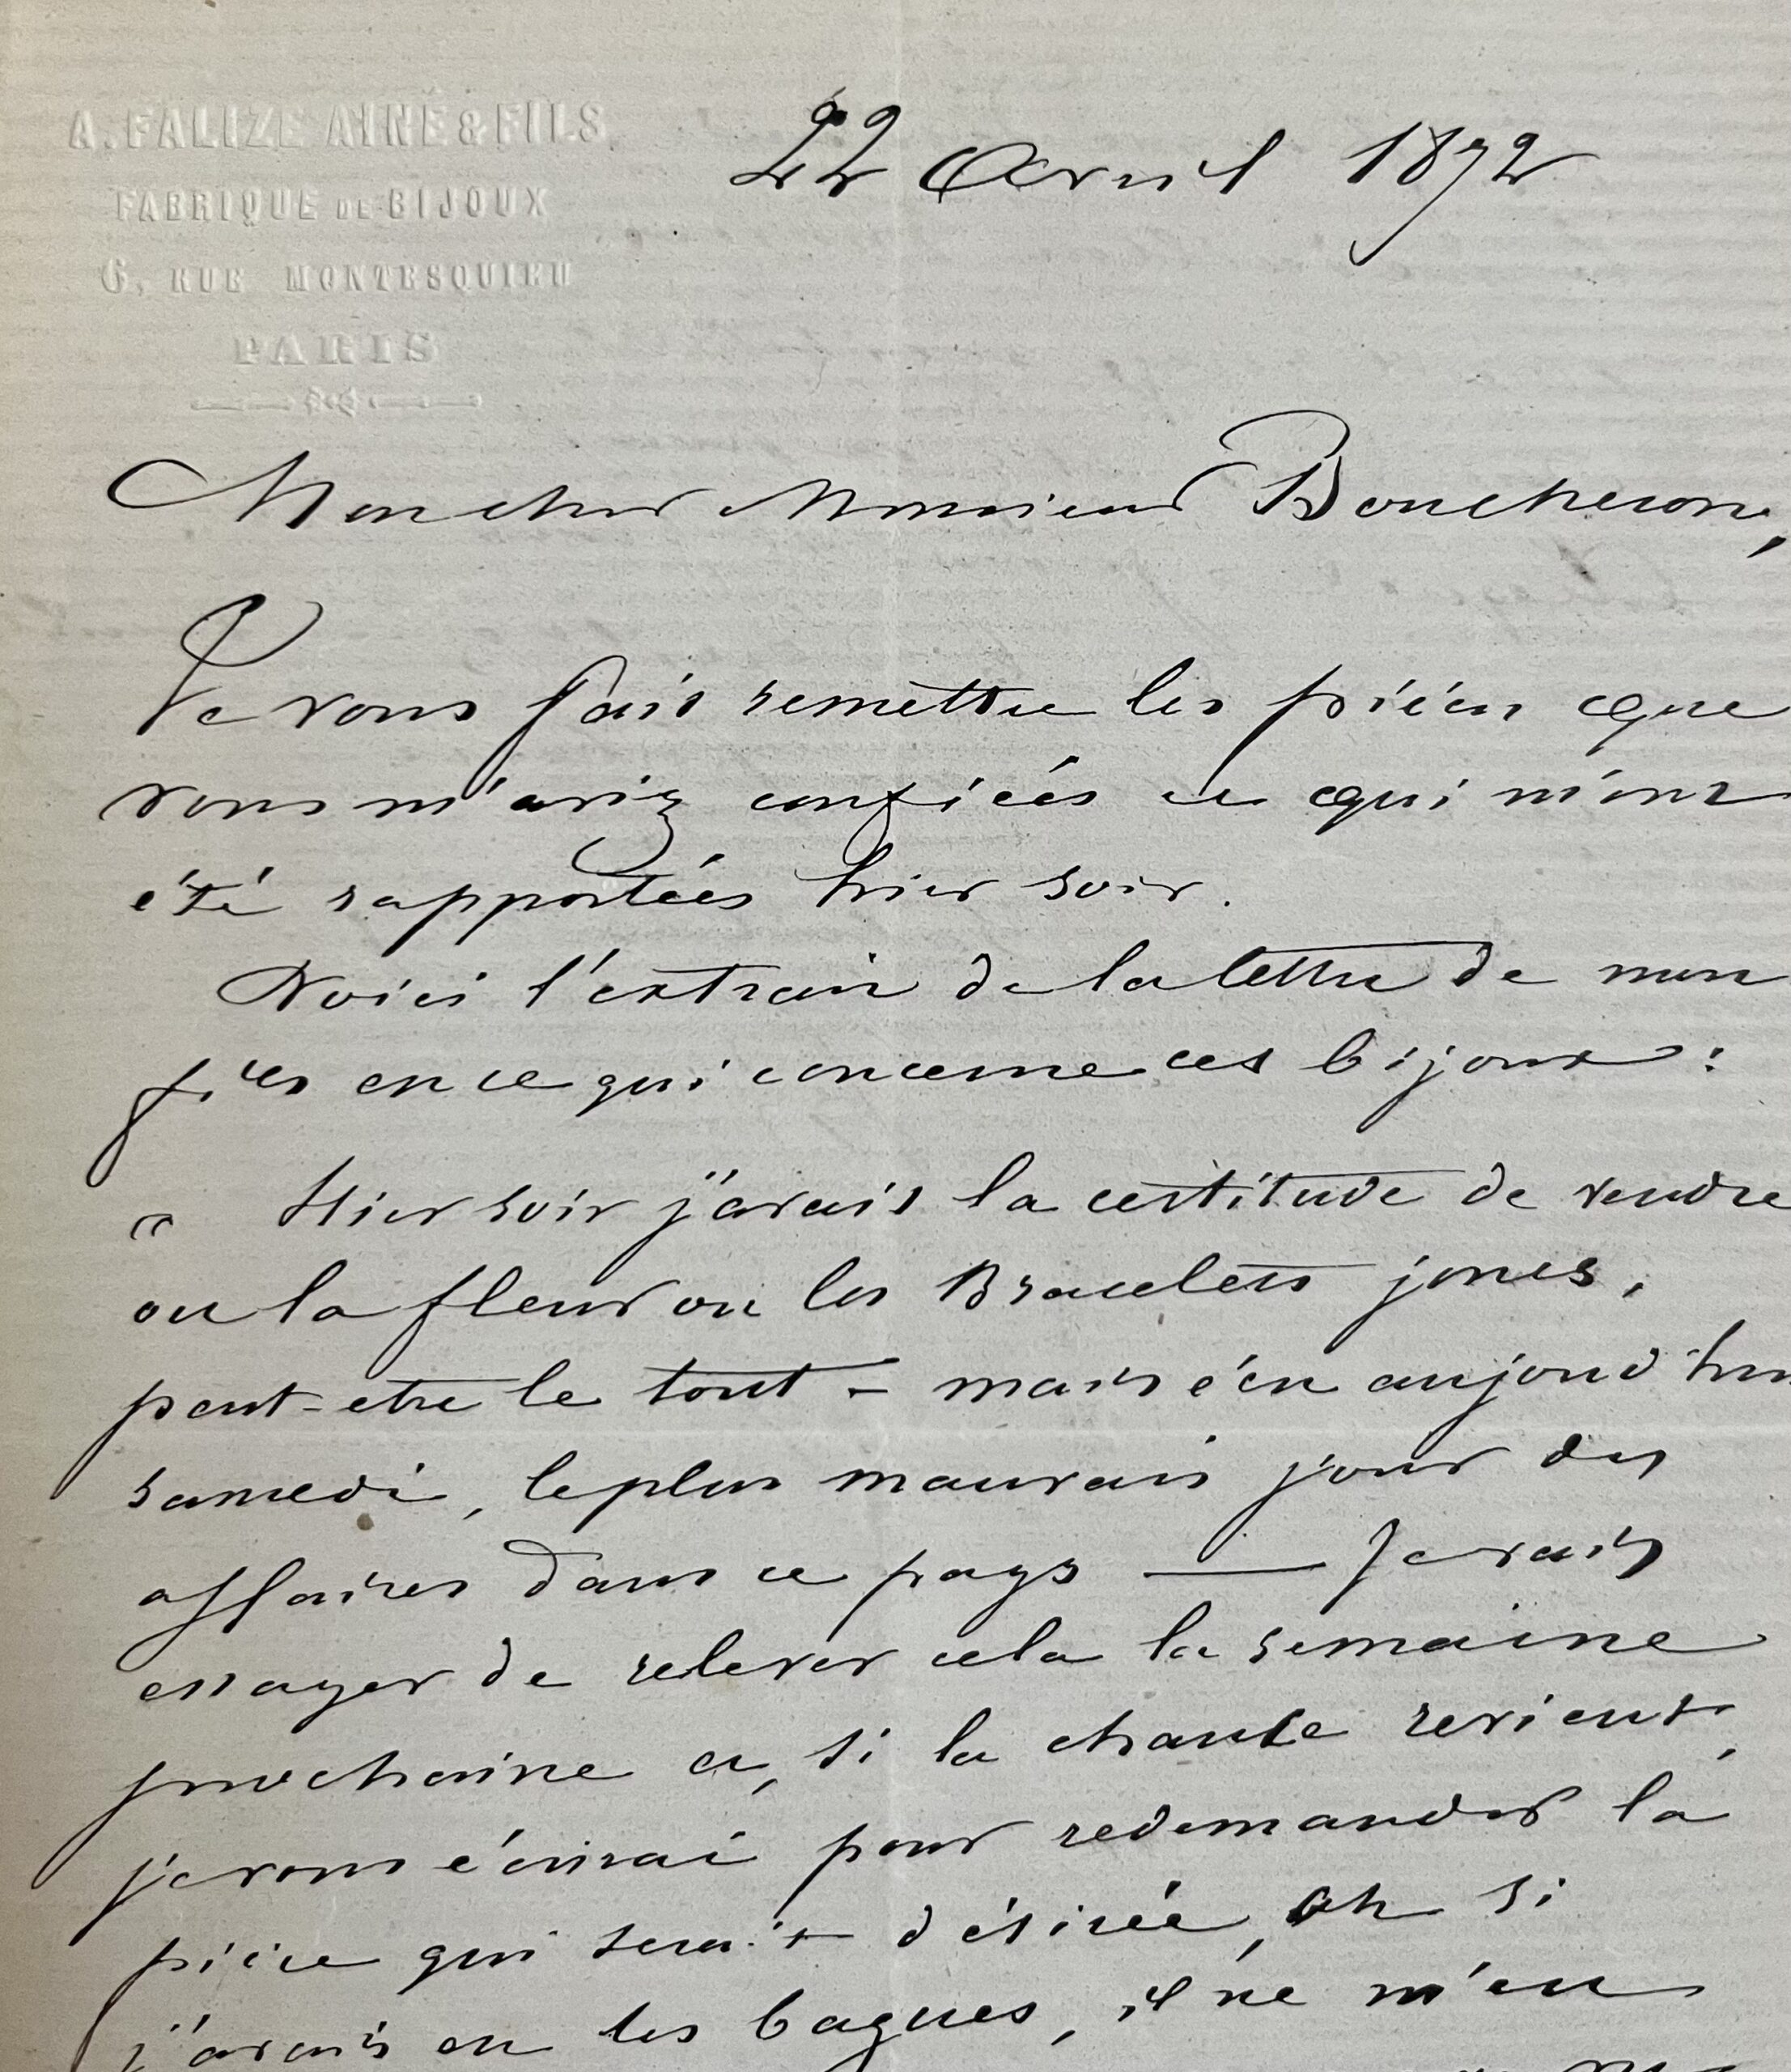 A. FALIZE AINÉ & FILS
FABRIQUE DE BIJOUX
6, RUE MONTESQUIEU
PARIS
22 Avril 1872
Mon cher Monsieur Boucheron,
Je vous fais remettre les pièces que
vous m'aviez confiées et qui m'ont
été rapportées hier soir.
Voici l'extrait de la lettre de mon
fils en ce qui concerne ces bijoux :
« Hier soir j'avais la certitude de vendre
ou la fleur ou les Bracelets joncs,
peut-etre le tout – mais c'en aujourd'hui
samedi, le plus mauvais jour des
affaires dans ce pays — Je vais
essayer de relever cela la semaine
prochaine et, si la chance revient,
je vous écrirai pour redemander la
pièce qui serait désirée, ah si
j'avais eu les bagues, il ne m'en